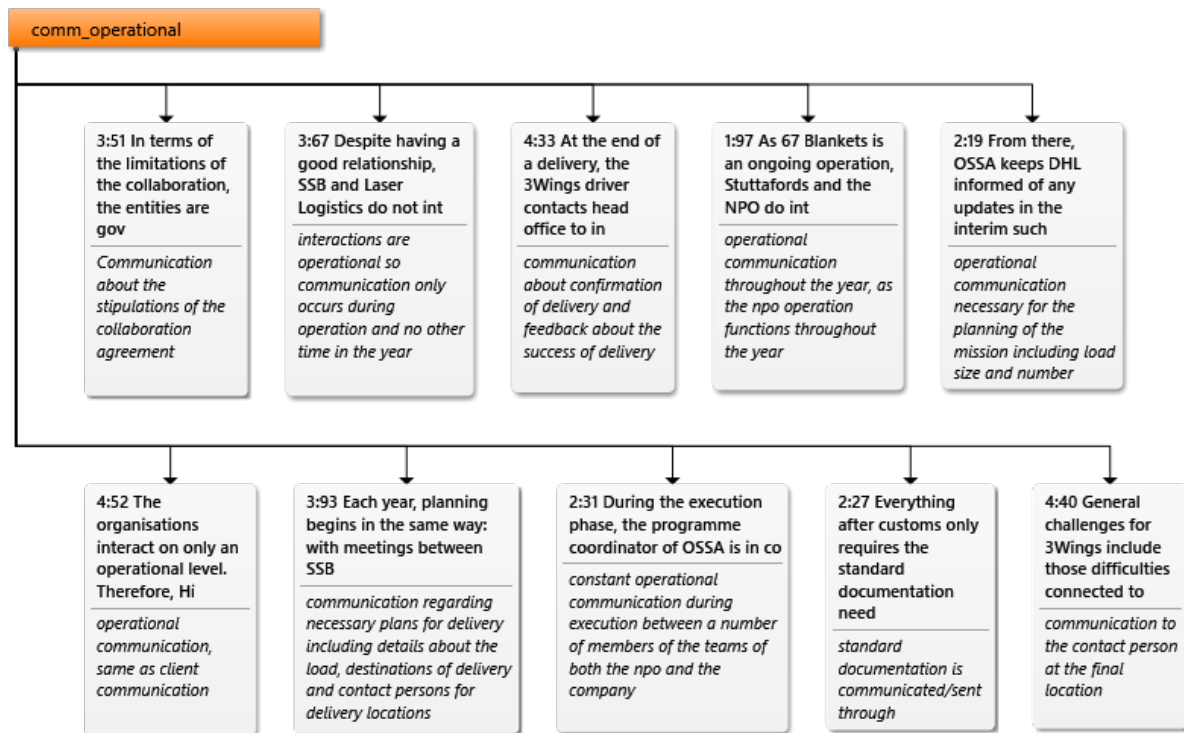 comm_operational
3:51 In terms of
the limitations of
the collaboration,
the entities are
gov
Communication
about the
stipulations of the
collaboration
agreement
3:67 Despite having a
good relationship,
SSB and Laser
Logistics do not int
interactions are
operational so
communication only
occurs during
operation and no other
time in the year
4:33 At the end of
a delivery, the
3Wings driver
contacts head
office to in
communication
about confirmation
of delivery and
feedback about the
success of delivery
1:97 As 67 Blankets is
an ongoing operation,
Stuttafords and the
NPO do int
operational
communication
throughout the year, as
the npo operation
functions throughout
the year
2:19 From there,
OSSA keeps DHL
informed of any
updates in the
interim such
operational
communication
necessary for the
planning of the
mission including load
size and number
4:52 The
organisations
interact on only an
operational level.
Therefore, Hi
operational
communication,
same as client
communication
3:93 Each year, planning
begins in the same way:
with meetings between
SSB
communication regarding
necessary plans for delivery
including details about the
load, destinations of delivery
and contact persons for
delivery locations
2:31 During the execution
phase, the programme
coordinator of OSSA is in co
constant operational
communication during
execution between a number
of members of the teams of
both the npo and the
company
2:27 Everything
after customs only
requires the
standard
documentation
need
standard
documentation is
communicated/sent
through
4:40 General
challenges for
3Wings include
those difficulties
connected to
communication to
the contact person
at the final
location